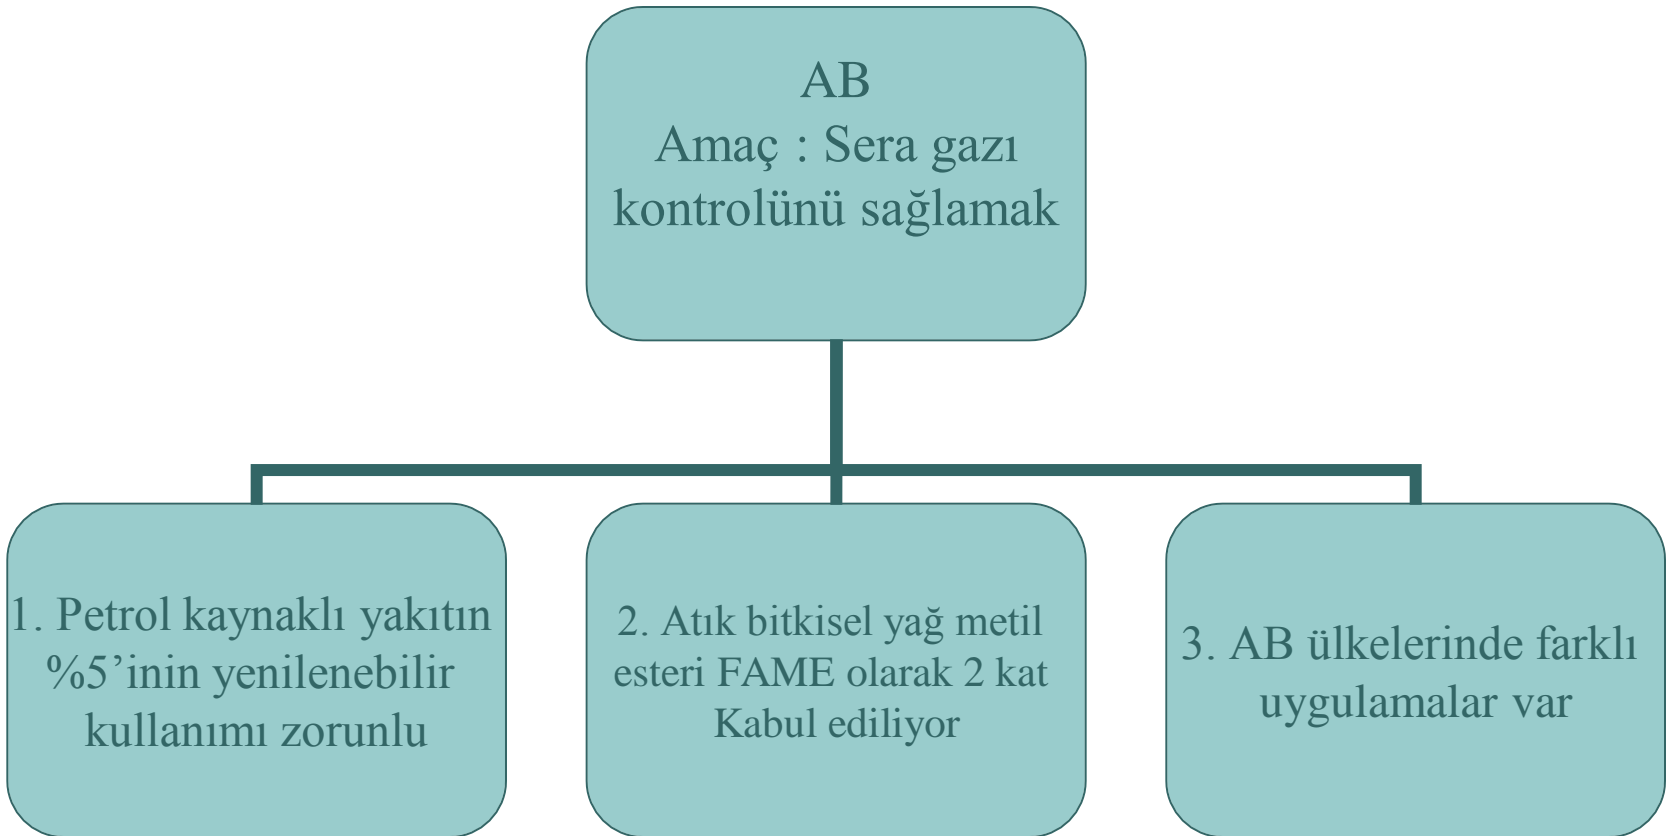 AB
Amaç : Sera gazı
kontrolünü sağlamak
1. Petrol kaynaklı yakıtın
%5’inin yenilenebilir
kullanımı zorunlu
2. Atık bitkisel yağ metil
esteri FAME olarak 2 kat
Kabul ediliyor
3. AB ülkelerinde farklı
uygulamalar var